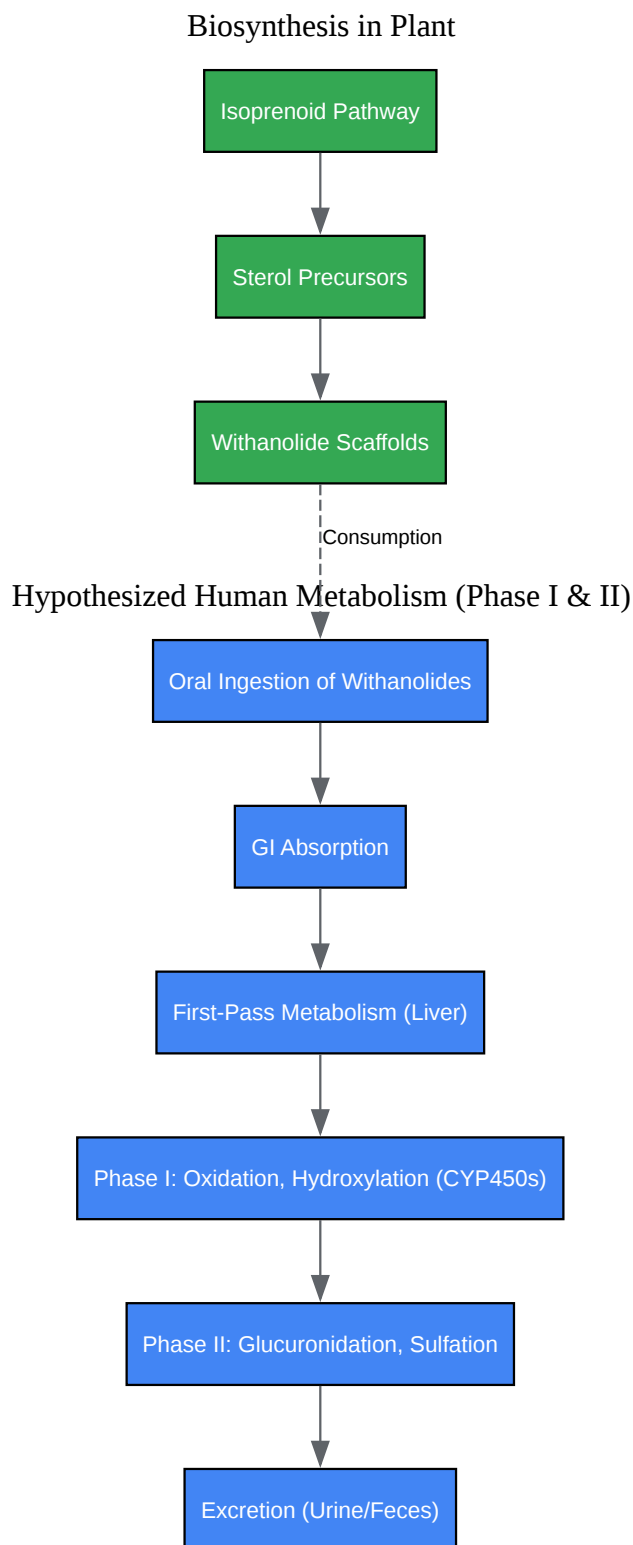 Biosynthesis in Plant
Isoprenoid Pathway
Sterol Precursors
Withanolide Scaffolds
Consumption
Hypothesized Human Metabolism (Phase I & II)
Oral Ingestion of Withanolides
GI Absorption
First-Pass Metabolism (Liver)
Phase I: Oxidation, Hydroxylation (CYP450s)
Phase II: Glucuronidation, Sulfation
Excretion (Urine/Feces)